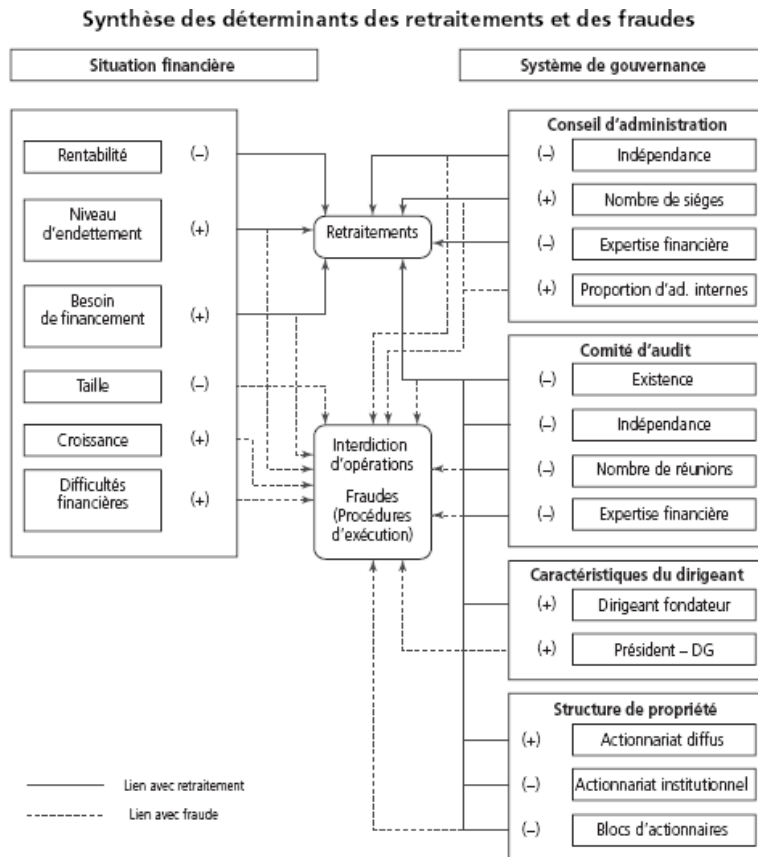 Synthèse des déterminants des retraitements et des fraudes
Situation financière
Système de gouvernance
Rentabilité
(–)
Niveau
d'endettement
(+)
Besoin
de financement
(+)
Taille
(–)
Croissance
(+)
Difficultés
financières
(+)
Retraitements
Interdiction
d'opérations
Fraudes
(Procédures
d'exécution)
Conseil d'administration
(–)
Indépendance
(+)
Nombre de siéges
(–)
Expertise financière
(+)
Proportion d'ad. internes
Comité d'audit
(–)
Existence
(–)
Indépendance
(–)
Nombre de réunions
(–)
Expertise financière
Caractéristiques du dirigeant
(+)
Dirigeant fondateur
(+)
Président – DG
Structure de propriété
(+)
Actionnariat diffus
(–)
Actionnariat institutionnel
(–)
Blocs d'actionnaires
Lien avec retraitement
Lien avec fraude